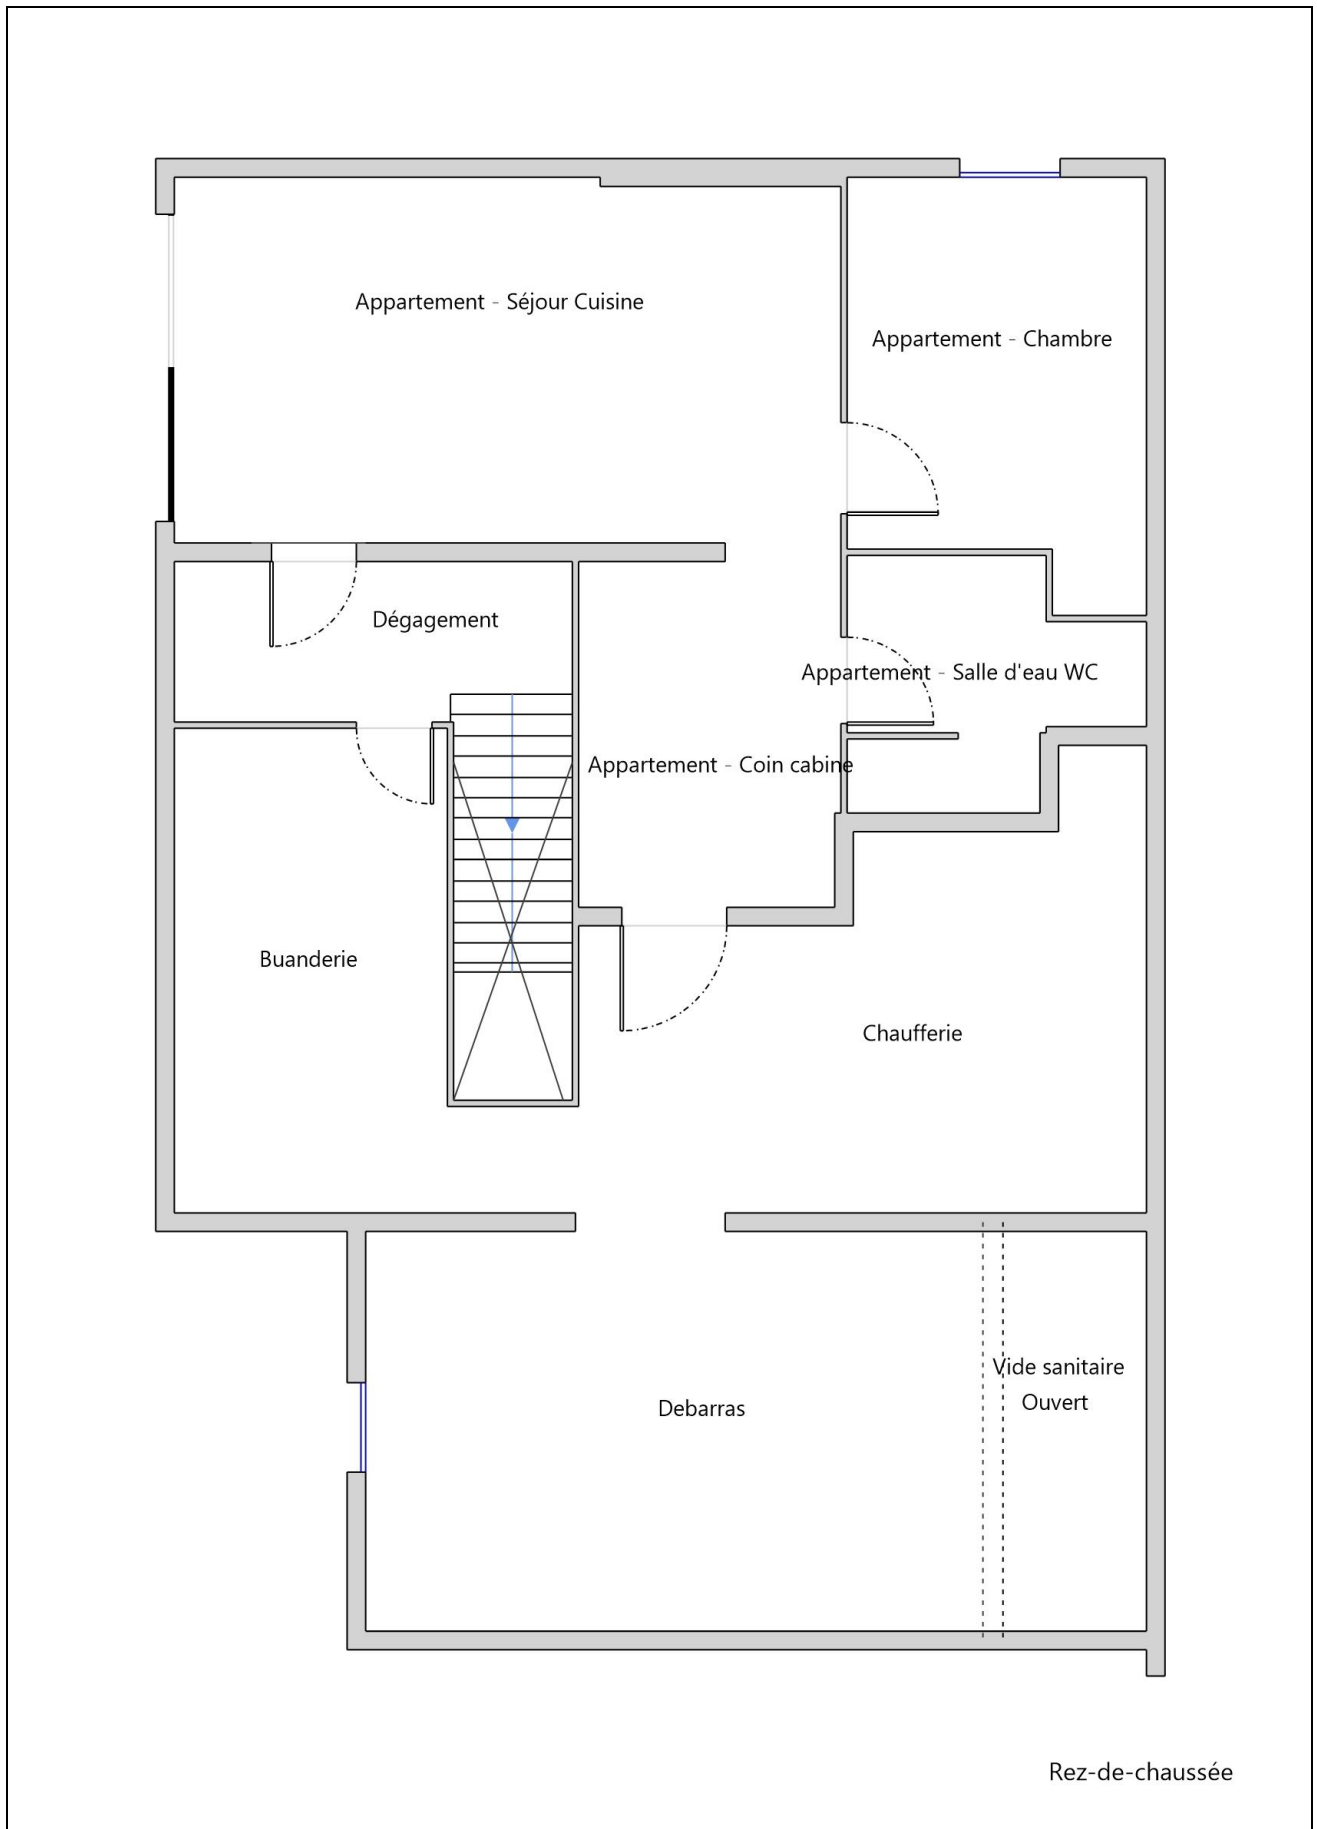 Appartement - Séjour Cuisine
Appartement - Chambre
Dégagement
Appartement - Salle d'eau WC
Appartement - Coin cabine
Buanderie
Chaufferie
Vide sanitaire
Ouvert
Debarras
Rez-de-chaussée